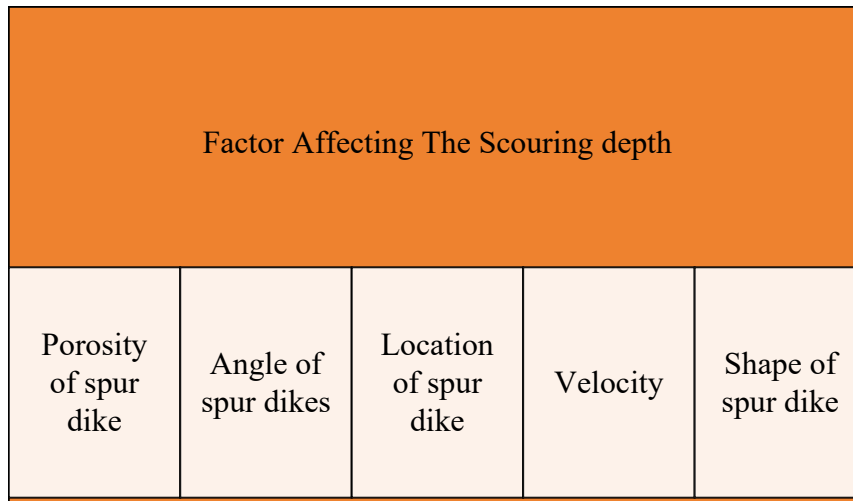 Factor Affecting The Scouring depth
Porosity
of spur
dike
Angle of
spur dikes
Location
of spur
dike
Velocity
Shape of
spur dike